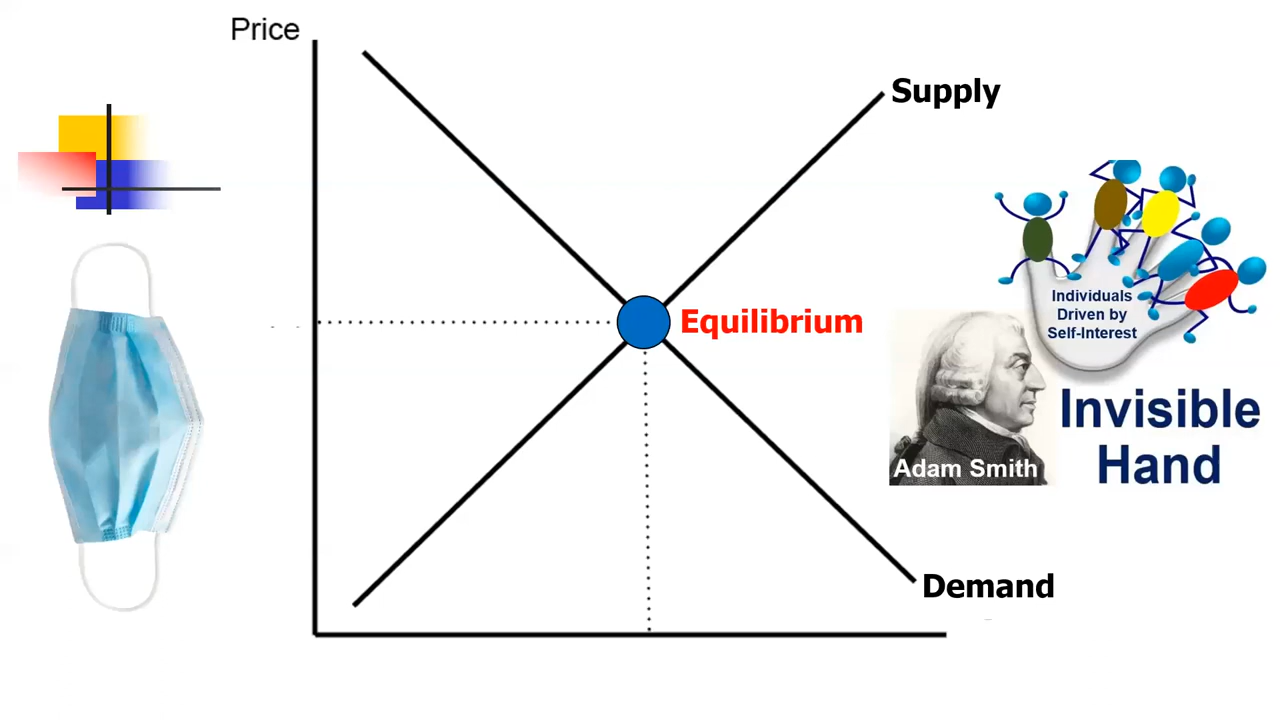 Price
Supply
Equilibrium
Individuals
Driven by
Self-Interest
Invisible
Hand
Adam Smith
Demand